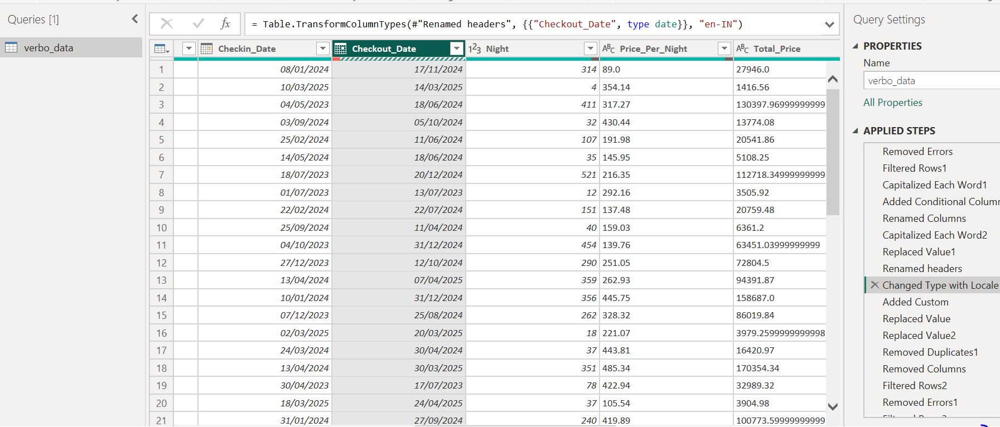 Queries [1]
verbo_data
fx
= Table.TransformColumnTypes(#"Renamed headers", {{"Checkout_Date", type date}}, "en-IN")
Checkin_Date Checkout_Date 123 Night ABC Price_Per_Night ABC Total_Price
1 08/01/2024 17/11/2024 314 89.0 27946.0
2 10/03/2025 14/03/2025 4 354.14 1416.56
3 04/05/2023 18/06/2024 411 317.27 130397.96999999999
4 03/09/2024 05/10/2024 32 430.44 13774.08
5 25/02/2024 11/06/2024 107 191.98 20541.86
6 14/05/2024 18/06/2024 35 145.95 5108.25
7 18/07/2023 20/12/2024 521 216.35 112718.34999999999
8 01/07/2023 13/07/2023 12 292.16 3505.92
9 22/02/2024 22/07/2024 151 137.48 20759.48
10 25/09/2024 11/04/2024 40 159.03 6361.2
11 04/10/2023 31/12/2024 454 139.76 63451.03999999999
12 27/12/2023 12/10/2024 290 251.05 72804.5
13 13/04/2024 07/04/2025 359 262.93 94391.87
14 10/01/2024 31/12/2024 356 445.75 158687.0
15 07/12/2023 25/08/2024 262 328.32 86019.84
16 02/03/2025 20/03/2025 18 221.07 3979.2599999999998
17 24/03/2024 30/04/2024 37 443.81 16420.97
18 13/04/2024 30/03/2025 351 485.34 170354.34
19 30/04/2023 17/07/2023 78 422.94 32989.32
20 18/03/2025 24/04/2025 37 105.54 3904.98
21 31/01/2024 27/09/2024 240 419.89 100773.59999999999
Query Settings
PROPERTIES
Name
verbo_data
All Properties
APPLIED STEPS
Removed Errors
Filtered Rows1
Capitalized Each Word1
Added Conditional Column
Renamed Columns
Capitalized Each Word2
Replaced Value1
Renamed headers
Changed Type with Locale
Added Custom
Replaced Value
Replaced Value2
Removed Duplicates1
Removed Columns
Filtered Rows2
Removed Errors1